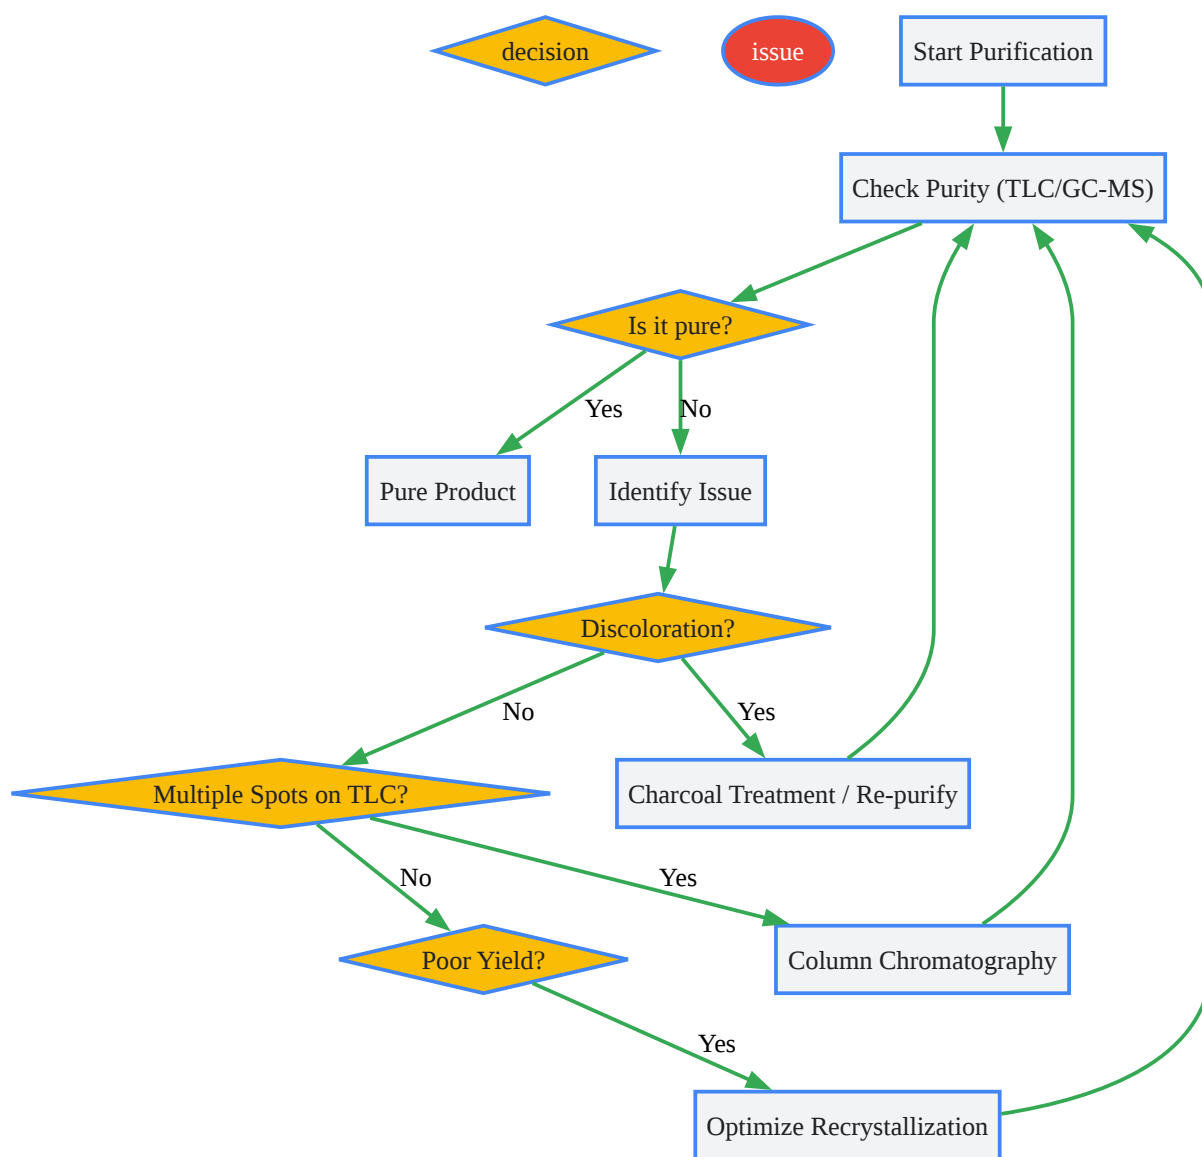 decision
issue
Start Purification
Check Purity (TLC/GC-MS)
Is it pure?
Yes
No
Pure Product
Identify Issue
Discoloration?
No
Yes
Multiple Spots on TLC?
Charcoal Treatment / Re-purify
No
Yes
Poor Yield?
Column Chromatography
Yes
Optimize Recrystallization